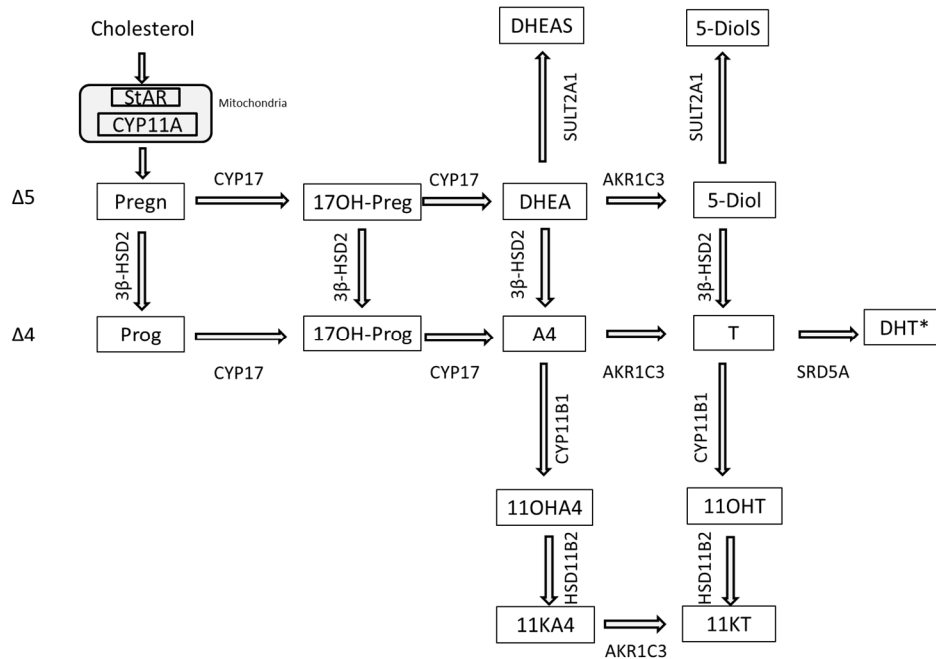 DHEAS
5-DiolS
Cholesterol
StAR
Mitochondria
CYP11A
SULT2A1
SULT2A1
CYP17
CYP17
AKR1C3
Δ5
Pregn
17OH-Preg
DHEA
5-Diol
3β-HSD2
3β-HSD2
3β-HSD2
3β-HSD2
Δ4
Prog
17OH-Prog
A4
T
DHT*
CYP17
CYP17
AKR1C3
SRD5A
CYP11B1
CYP11B1
11OHA4
11OHT
HSD11B2
HSD11B2
11KA4
11KT
AKR1C3